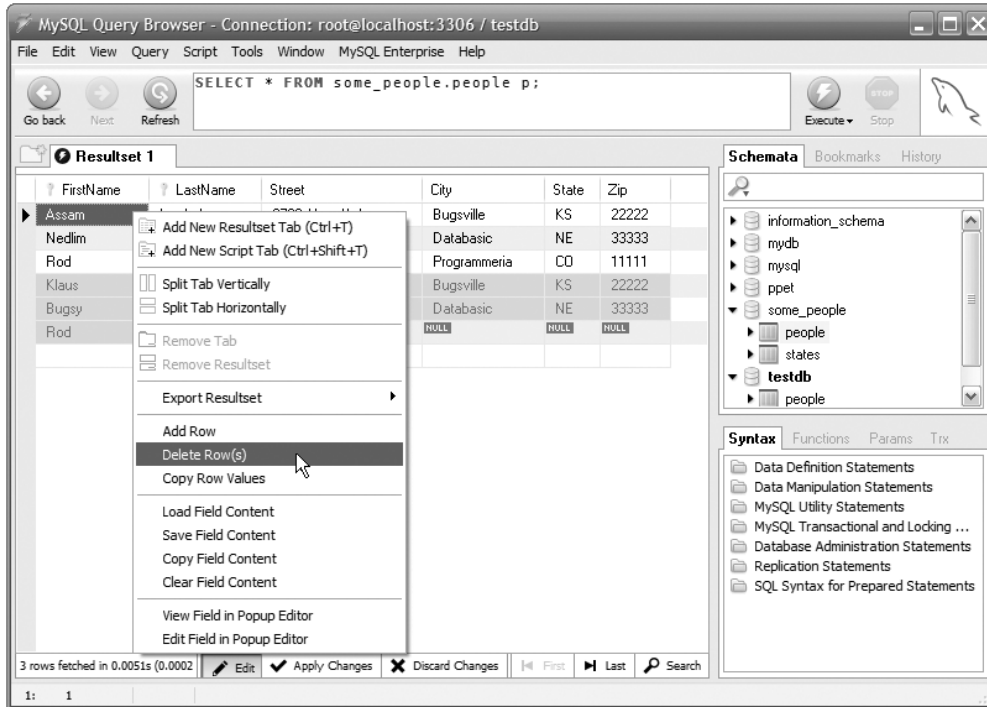 MySQL Query Browser - Connection: root@localhost:3306 / testdb
File Edit View Query Script Tools Window MySQL Enterprise Help
SELECT * FROM some_people.people p;
Go back Next Refresh Execute STOP Stop
Resultset 1
FirstName LastName Street City State Zip
Assam Bugsville KS 22222
Nedlim Databasic NE 33333
Rod Programmeria CO 11111
Klaus Bugsville KS 22222
Bugsy Databasic NE 33333
Rod NULL NULL NULL
Add New Resultset Tab (Ctrl+T)
Add New Script Tab (Ctrl+Shift+T)
Split Tab Vertically
Split Tab Horizontally
Remove Tab
Remove Resultset
Export Resultset
Add Row
Delete Row(s)
Copy Row Values
Load Field Content
Save Field Content
Copy Field Content
Clear Field Content
View Field in Popup Editor
Edit Field in Popup Editor
Schemata Bookmarks History
information_schema
mydb
mysql
ppet
some_people
people
states
testdb
people
Syntax Functions Params Trx
Data Definition Statements
Data Manipulation Statements
MySQL Utility Statements
MySQL Transactional and Locking ...
Database Administration Statements
Replication Statements
SQL Syntax for Prepared Statements
3 rows fetched in 0.0051s (0.0002 Edit Apply Changes Discard Changes First Last Search
1: 1